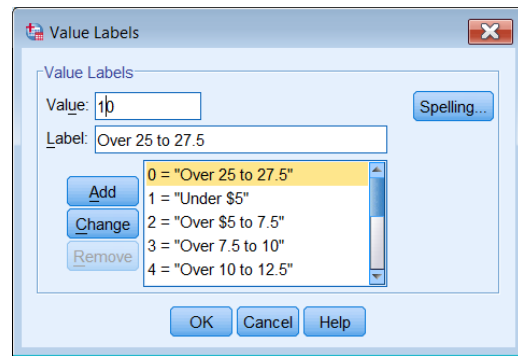 Value Labels
Value Labels
Value: 10
Spelling...
Label: Over 25 to 27.5
Add
Change
Remove
0 = "Over 25 to 27.5"
1 = "Under $5"
2 = "Over $5 to 7.5"
3 = "Over 7.5 to 10"
4 = "Over 10 to 12.5"
OK Cancel Help